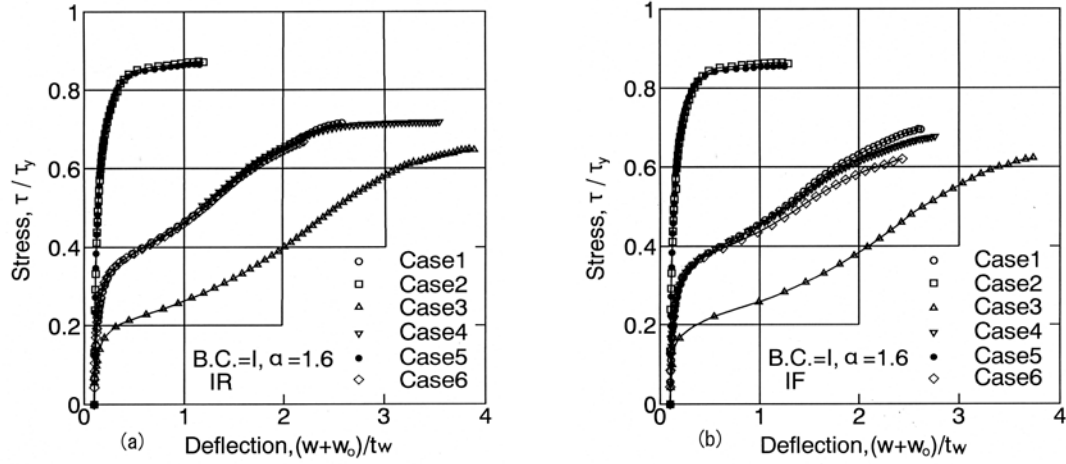 1
0.8
0.6
0.4
0.2
0
Stress, τ / τy
Case1
Case2
Case3
Case4
Case5
Case6
B.C.=I, α=1.6
IR
0 1 2 3 4
(a) Deflection,(w+wo)/tw
1
0.8
0.6
0.4
0.2
0
Stress, τ / τy
Case1
Case2
Case3
Case4
Case5
Case6
B.C.=I, α=1.6
IF
0 1 2 3 4
(b) Deflection,(w+wo)/tw